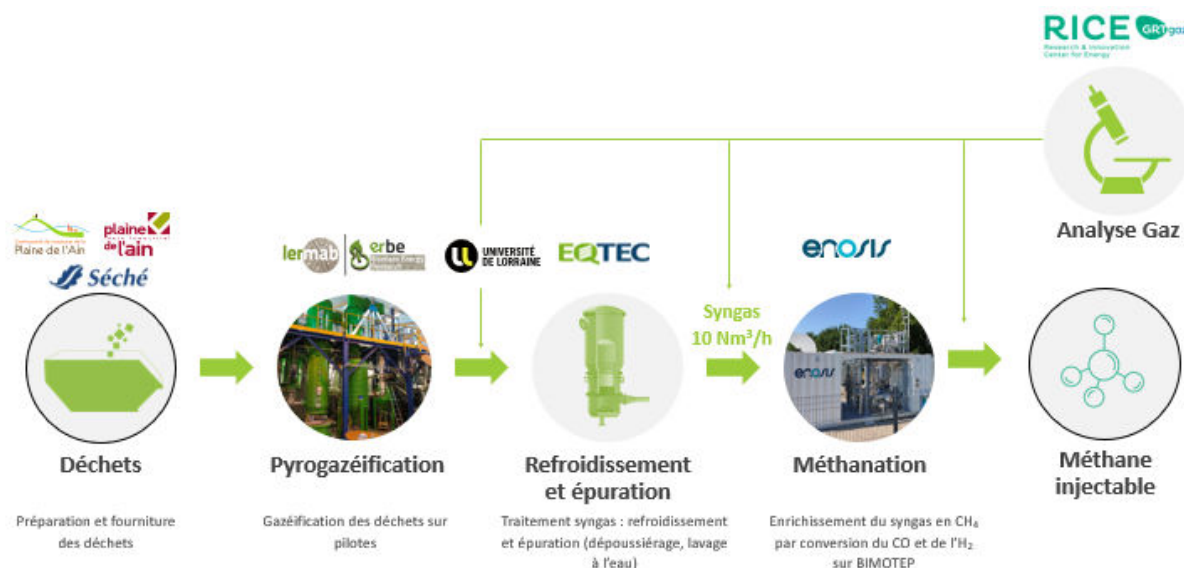 RICE GRTgaz
Research & Innovation
Center for Energy
Analyse Gaz
Plaine de l'Ain
plaine
de l'ain
Séché
lermab
erbe
UNIVERSITÉ
DE LORRAINE
EQTEC
enosis
Syngas
10 Nm³/h
enosis
Déchets
Pyrogazéification
Refroidissement
et épuration
Méthanation
Méthane
injectable
Préparation et fourniture
des déchets
Gazéification des déchets sur
pilotes
Traitement syngas : refroidissement
et épuration (dépoussiérage, lavage
à l'eau)
Enrichissement du syngas en CH₄
par conversion du CO et de l'H₂
sur BIMOTEP